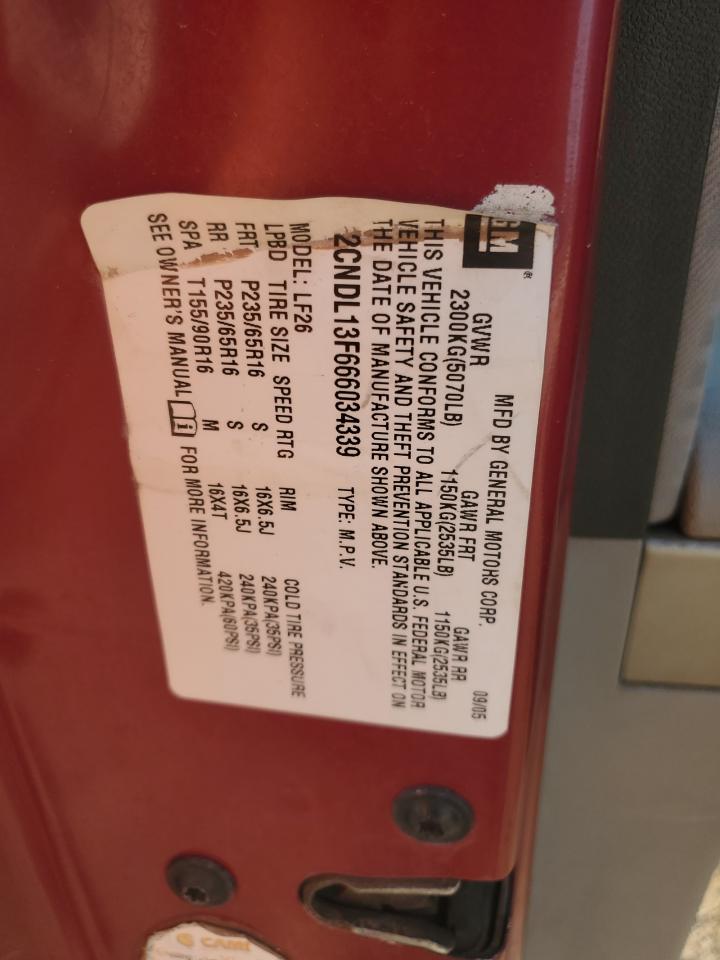 GM ®
MFD BY GENERAL MOTORS CORP. 09/05
GVWR GAWR FRT GAWR RR
2300KG(5070LB) 1150KG(2535LB) 1150KG(2535LB)
THIS VEHICLE CONFORMS TO ALL APPLICABLE U.S. FEDERAL MOTOR
VEHICLE SAFETY AND THEFT PREVENTION STANDARDS IN EFFECT ON
THE DATE OF MANUFACTURE SHOWN ABOVE.
2CNDL13F666034339 TYPE: M.P.V.
MODEL: LF26
LPBD TIRE SIZE SPEED RTG RIM COLD TIRE PRESSURE
FRT P235/65R16 S 16X6.5J 240KPA(35PSI)
RR P235/65R16 S 16X6.5J 240KPA(35PSI)
SPA T155/90R16 M 16X4T 420KPA(60PSI)
SEE OWNER'S MANUAL i FOR MORE INFORMATION.
CAMI